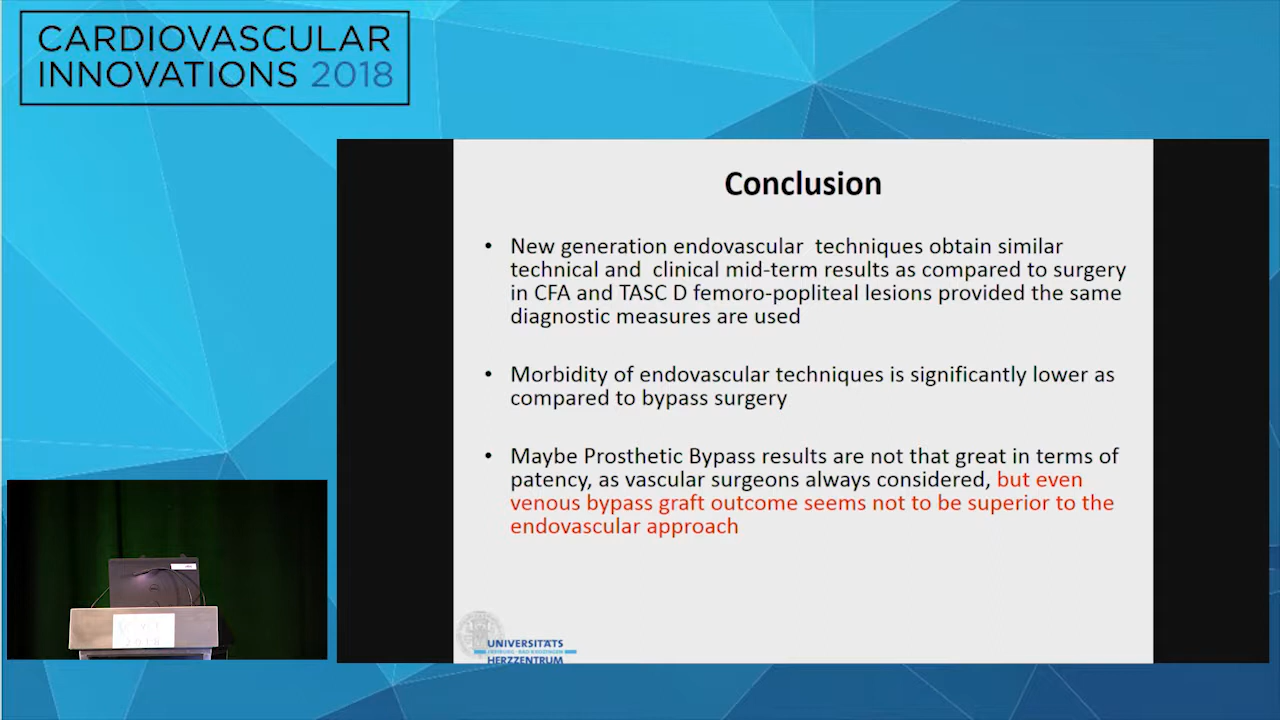 CARDIOVASCULAR
INNOVATIONS 2018
Conclusion
• New generation endovascular techniques obtain similar
technical and clinical mid-term results as compared to surgery
in CFA and TASC D femoro-popliteal lesions provided the same
diagnostic measures are used
• Morbidity of endovascular techniques is significantly lower as
compared to bypass surgery
• Maybe Prosthetic Bypass results are not that great in terms of
patency, as vascular surgeons always considered, but even
venous bypass graft outcome seems not to be superior to the
endovascular approach
UNIVERSITÄTS
HERZZENTRUM
2018